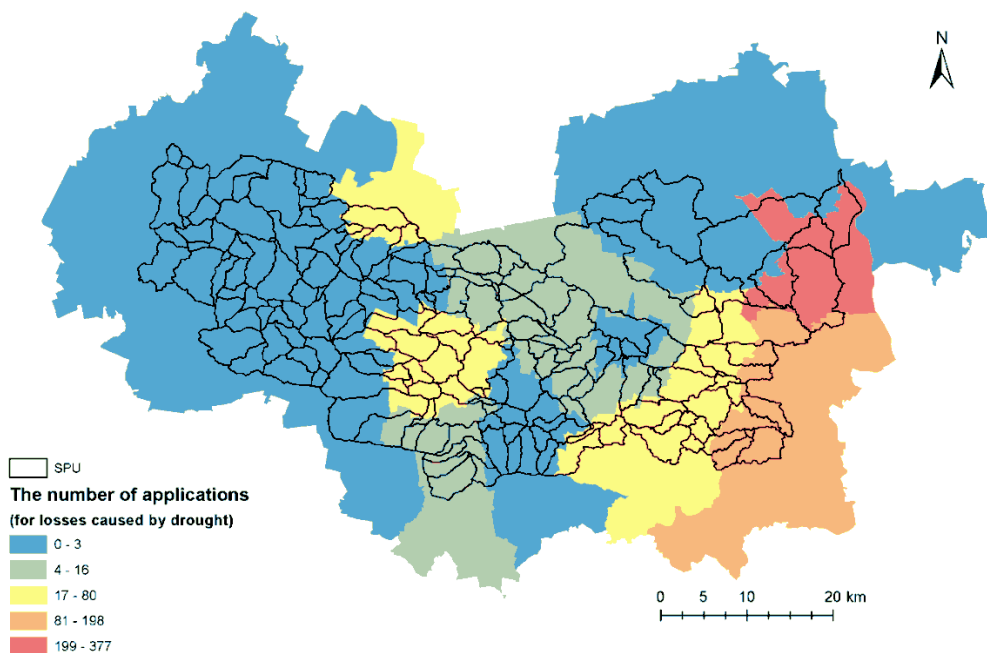 N
SPU
The number of applications
(for losses caused by drought)
0 - 3
4 - 16
17 - 80
81 - 198
199 - 377
0 5 10 20 km